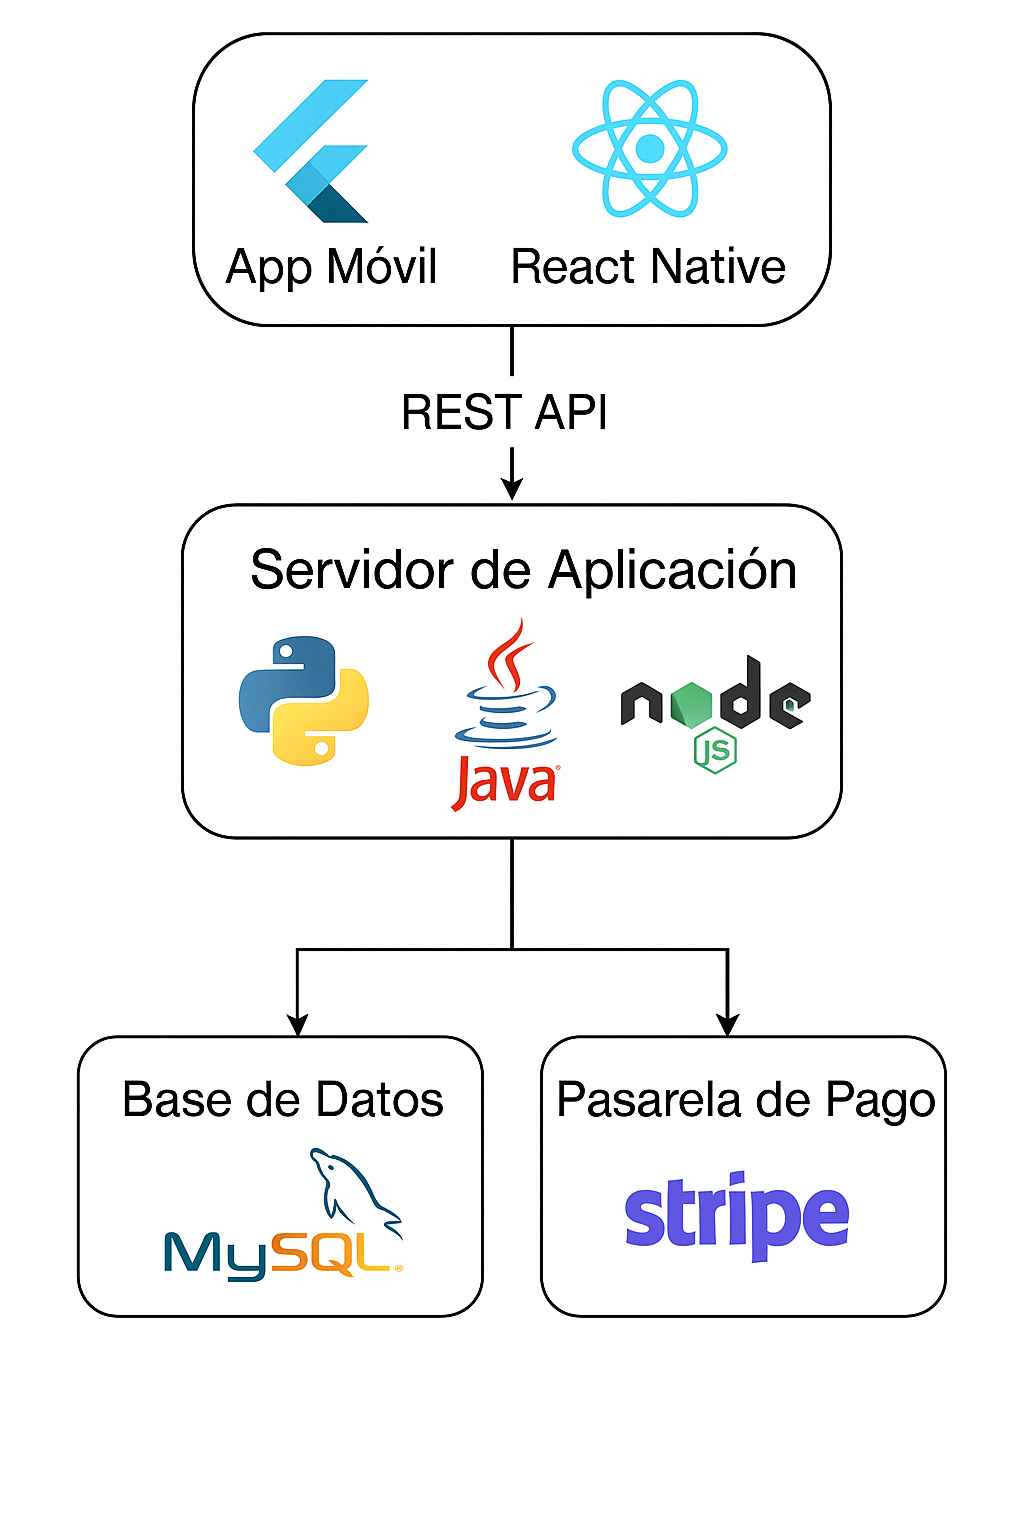 App Móvil React Native
REST API
Servidor de Aplicación
Java®
node
JS
Base de Datos
Pasarela de Pago
MySQL®
stripe